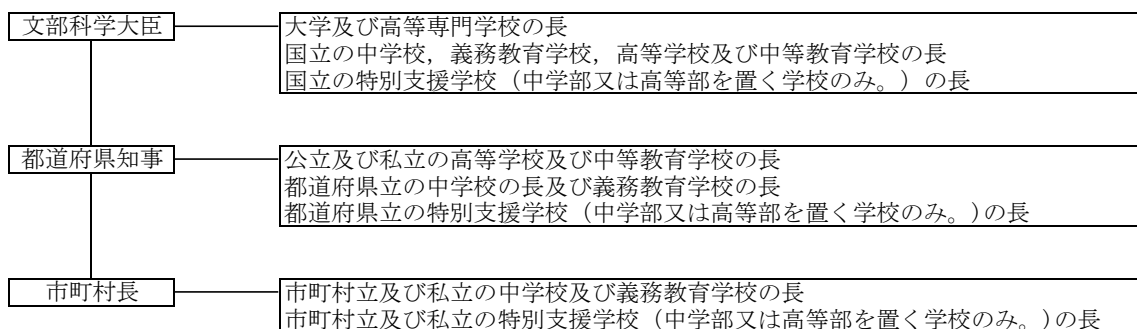 文部科学大臣
大学及び高等専門学校の長
国立の中学校，義務教育学校，高等学校及び中等教育学校の長
国立の特別支援学校（中学部又は高等部を置く学校のみ。）の長
都道府県知事
公立及び私立の高等学校及び中等教育学校の長
都道府県立の中学校の長及び義務教育学校の長
都道府県立の特別支援学校（中学部又は高等部を置く学校のみ。)の長
市町村長
市町村立及び私立の中学校及び義務教育学校の長
市町村立及び私立の特別支援学校（中学部又は高等部を置く学校のみ。)の長